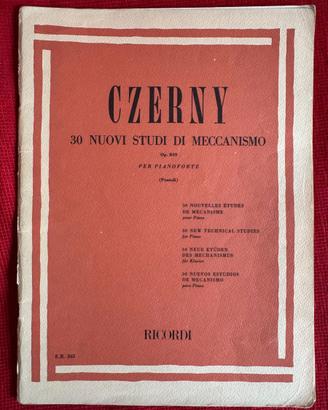 CZERNY
30 NUOVI STUDI DI MECCANISMO
Op. 849
PER PIANOFORTE
(Pozzoli)
30 NOUVELLES ÉTUDES
DE MÉCANISME
pour Piano
30 NEW TECHNICAL STUDIES
for Piano
30 NEUE ETÜDEN
DES MECHANISMUS
für Klavier
30 NUEVOS ESTUDIOS
DE MECANISMO
para Piano
RICORDI
E.R. 363